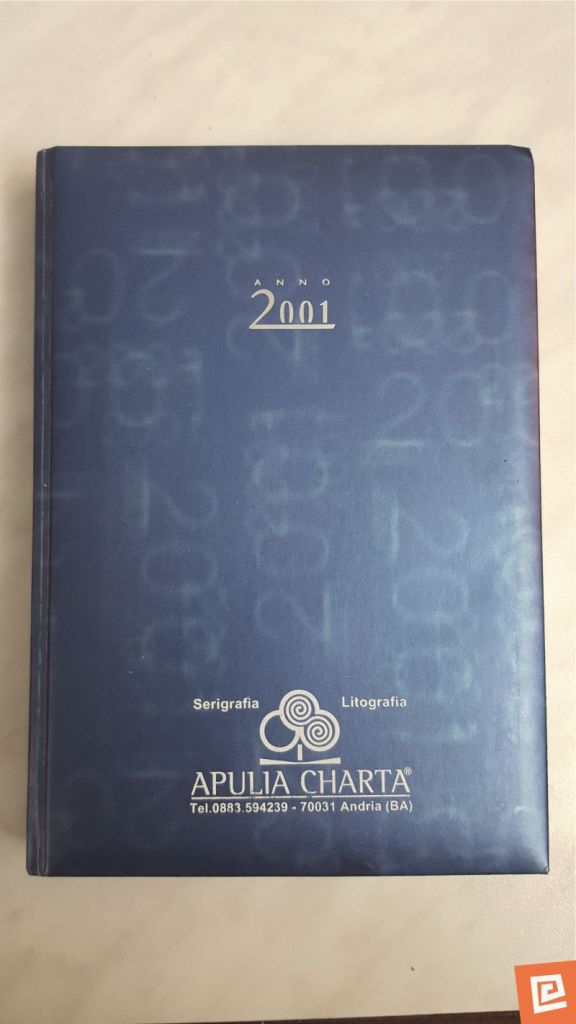 ANNO
2001
Serigrafia Litografia
APULIA CHARTA®
Tel.0883.594239 - 70031 Andria (BA)